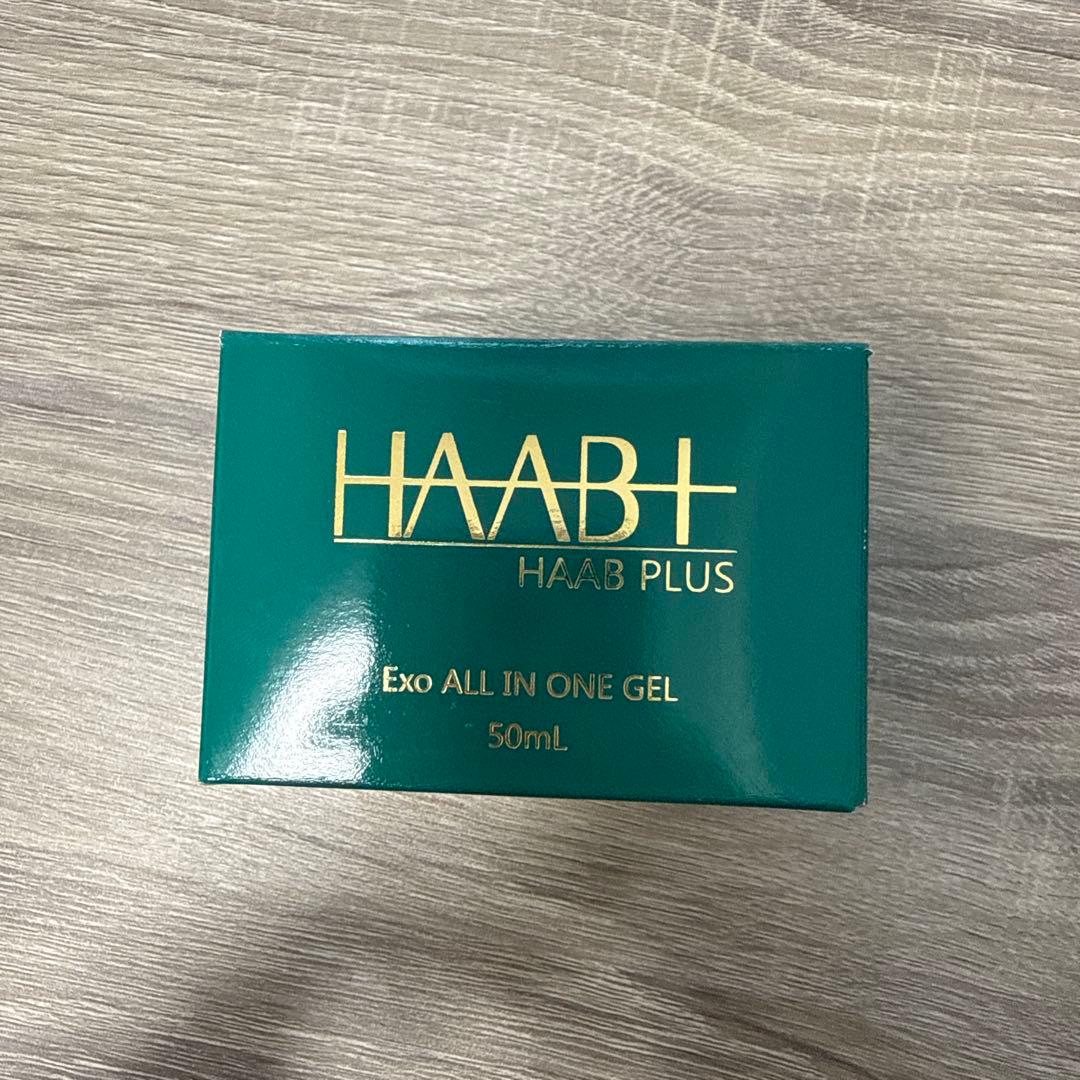 HAAB+
HAAB PLUS
Exo ALL IN ONE GEL
50mL